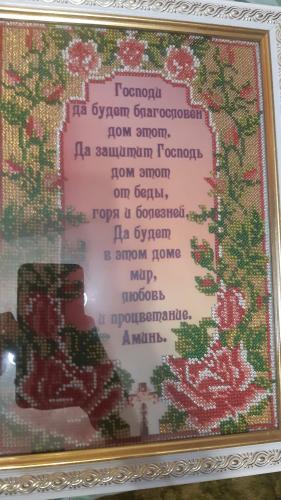 Господи
да будет благословен
дом этот.
Да защитит Господь
дом этот
от беды,
горя и болезней,
Да будет
в этом доме
мир,
любовь
и процветание.
Аминь.